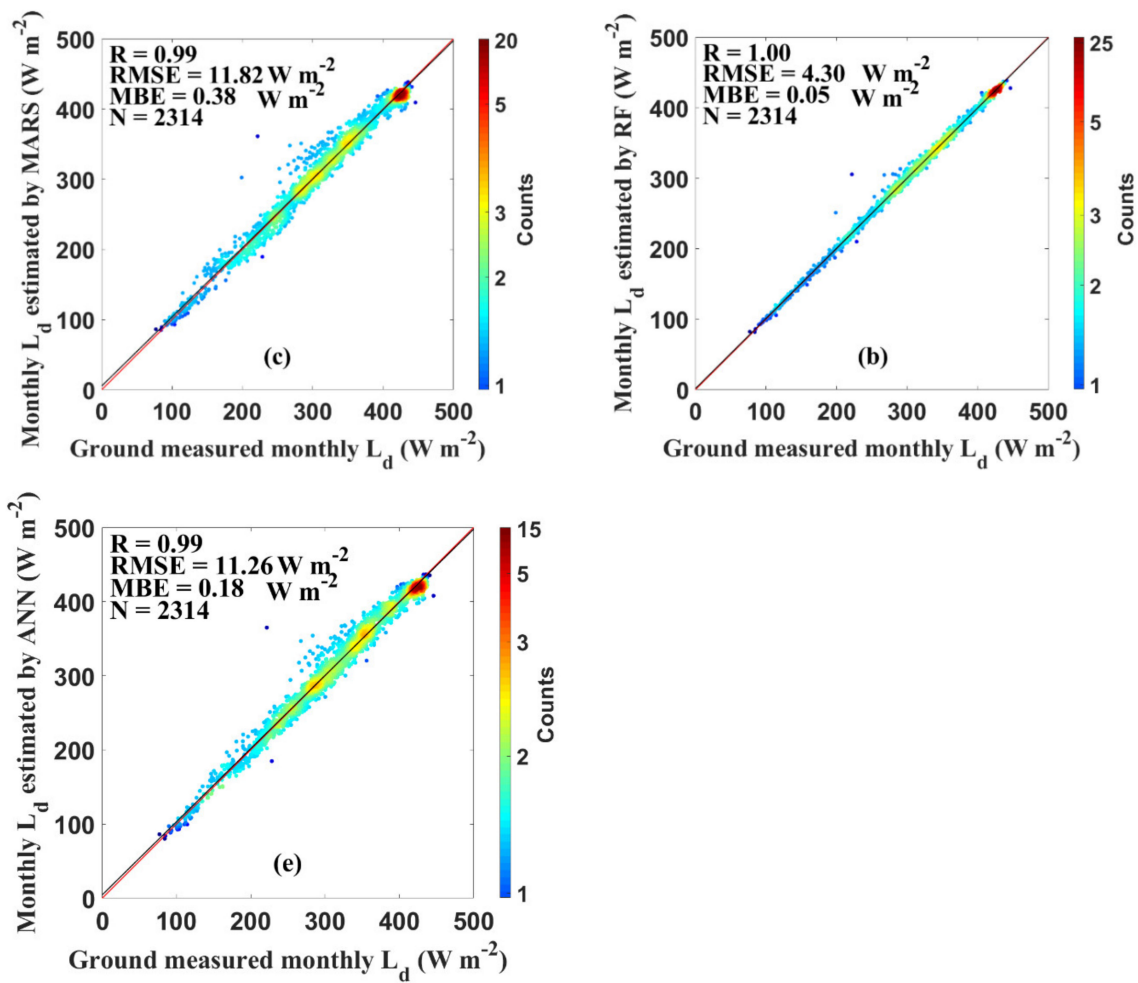 Monthly L_d estimated by MARS (W m^-2)
500
400
300
200
100
0
R = 0.99
RMSE = 11.82 W m^-2
MBE = 0.38 W m^-2
N = 2314
(c)
0 100 200 300 400 500
Ground measured monthly L_d (W m^-2)
20
5
3
2
1
Counts
Monthly L_d estimated by RF (W m^-2)
500
400
300
200
100
0
R = 1.00
RMSE = 4.30 W m^-2
MBE = 0.05 W m^-2
N = 2314
(b)
0 100 200 300 400 500
Ground measured monthly L_d (W m^-2)
25
5
3
2
1
Counts
Monthly L_d estimated by ANN (W m^-2)
500
400
300
200
100
0
R = 0.99
RMSE = 11.26 W m^-2
MBE = 0.18 W m^-2
N = 2314
(e)
0 100 200 300 400 500
Ground measured monthly L_d (W m^-2)
15
5
3
2
1
Counts